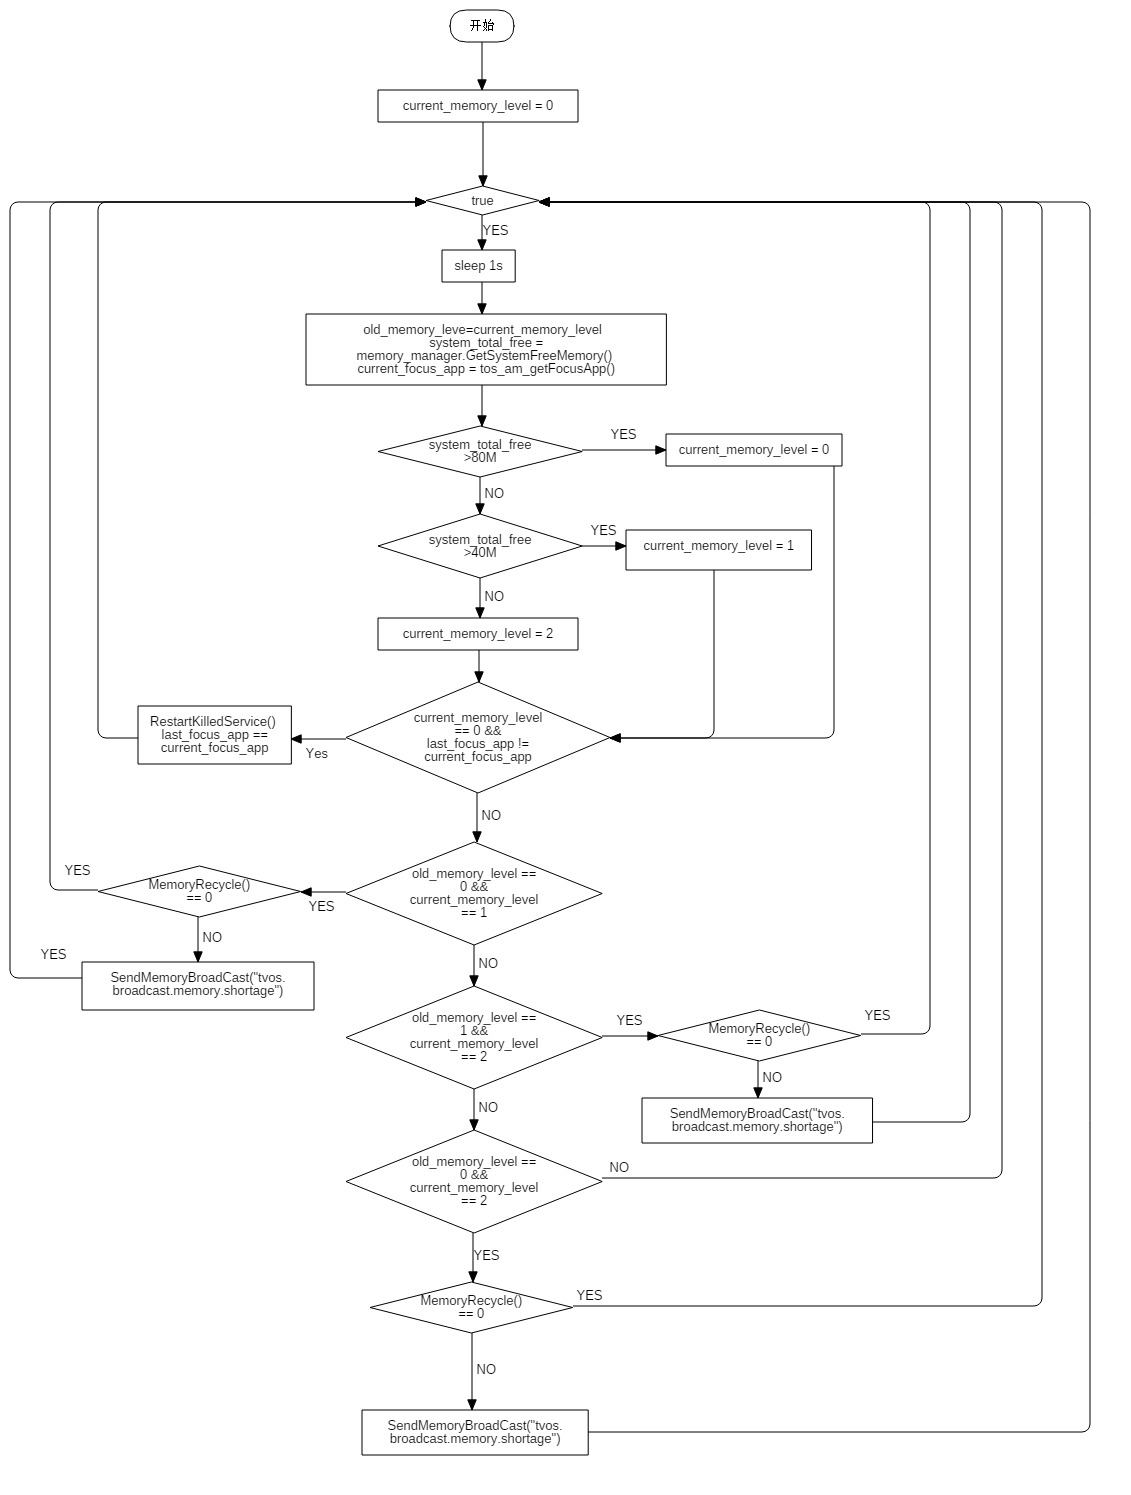 开始
current_memory_level = 0
true
YES
sleep 1s
old_memory_leve=current_memory_level
system_total_free =
memory_manager.GetSystemFreeMemory()
current_focus_app = tos_am_getFocusApp()
system_total_free
>80M
YES
current_memory_level = 0
NO
system_total_free
>40M
YES
current_memory_level = 1
NO
current_memory_level = 2
current_memory_level
== 0 &&
last_focus_app !=
current_focus_app
Yes
RestartKilledService()
last_focus_app ==
current_focus_app
NO
old_memory_level ==
0 &&
current_memory_level
== 1
YES
MemoryRecycle()
== 0
YES
NO
SendMemoryBroadCast("tvos.
broadcast.memory.shortage")
YES
NO
old_memory_level ==
1 &&
current_memory_level
== 2
YES
MemoryRecycle()
== 0
YES
NO
SendMemoryBroadCast("tvos.
broadcast.memory.shortage")
NO
old_memory_level ==
0 &&
current_memory_level
== 2
NO
YES
MemoryRecycle()
== 0
YES
NO
SendMemoryBroadCast("tvos.
broadcast.memory.shortage")